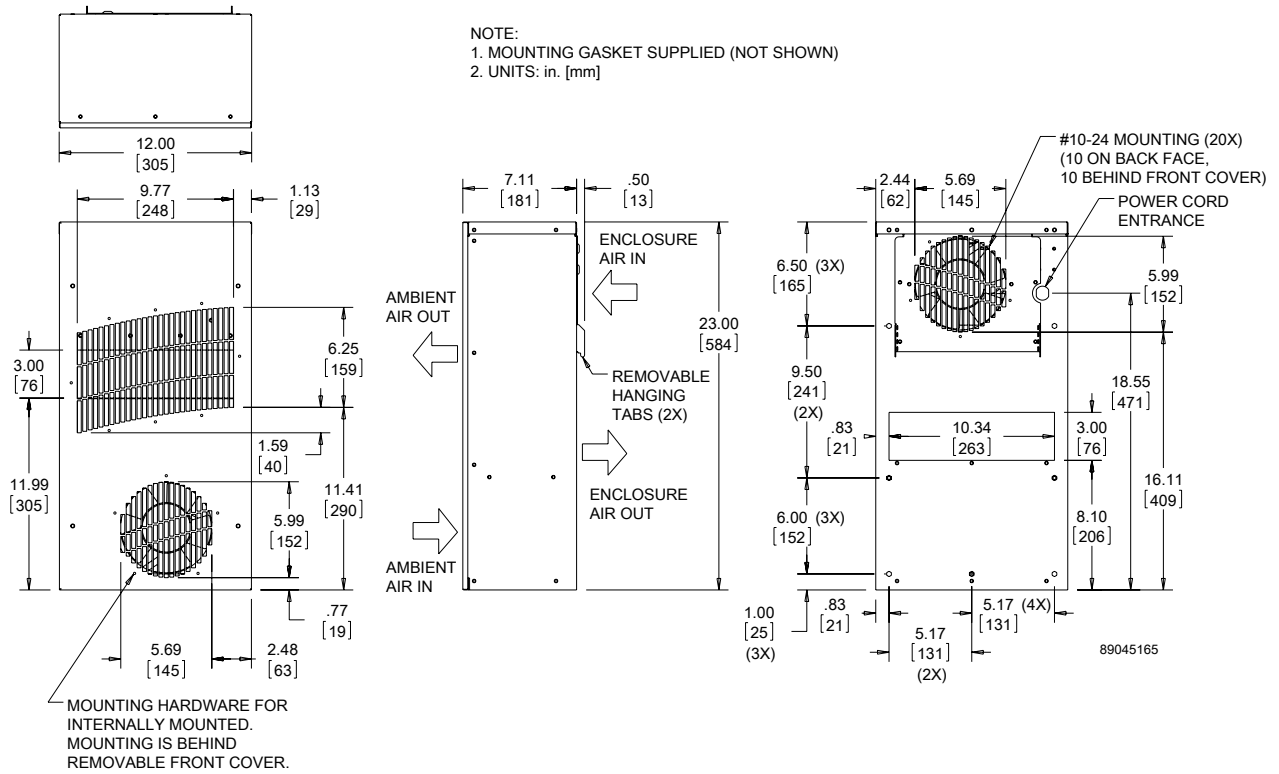 NOTE:
1. MOUNTING GASKET SUPPLIED (NOT SHOWN)
2. UNITS: in. [mm]
12.00
[305]
9.77
[248]
1.13
[29]
3.00
[76]
6.25
[159]
1.59
[40]
11.99
[305]
5.99
[152]
11.41
[290]
.77
[19]
5.69
[145]
2.48
[63]
MOUNTING HARDWARE FOR
INTERNALLY MOUNTED.
MOUNTING IS BEHIND
REMOVABLE FRONT COVER.
7.11
[181]
.50
[13]
ENCLOSURE
AIR IN
AMBIENT
AIR OUT
23.00
[584]
REMOVABLE
HANGING
TABS (2X)
ENCLOSURE
AIR OUT
AMBIENT
AIR IN
#10-24 MOUNTING (20X)
(10 ON BACK FACE,
10 BEHIND FRONT COVER)
POWER CORD
ENTRANCE
2.44
[62]
5.69
[145]
6.50 (3X)
[165]
5.99
[152]
9.50
[241]
(2X)
18.55
[471]
.83
[21]
10.34
[263]
3.00
[76]
16.11
[409]
8.10
[206]
6.00 (3X)
[152]
1.00
[25]
(3X)
.83
[21]
5.17 (4X)
[131]
5.17
[131]
(2X)
89045165